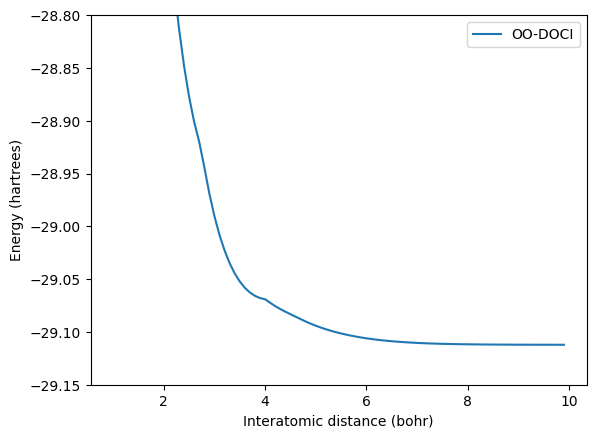 −28.80
−28.85
−28.90
−28.95
−29.00
−29.05
−29.10
−29.15
Energy (hartrees)
OO-DOCI
2 4 6 8 10
Interatomic distance (bohr)